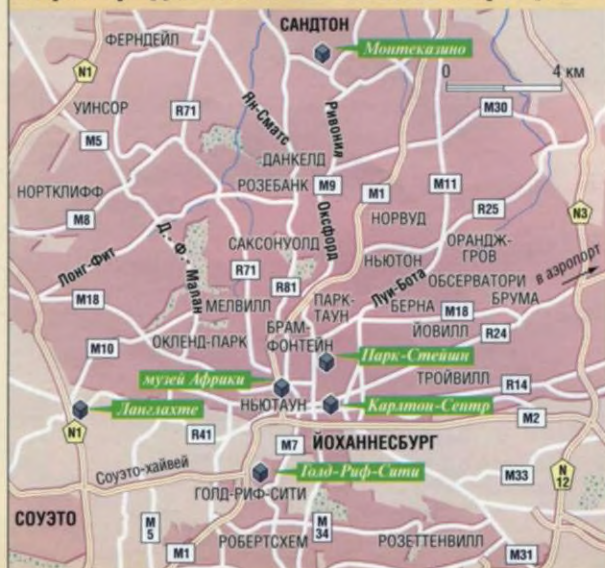 САНДТОН
ФЕРНДЕЙЛ
Монтеказино
N1
0 4 км
УИНСОР
R71
M30
M5
Ян-Сматс
Ривония
ДАНКЕЛД
НОРТКЛИФФ
РОЗЕБАНК
M9
M1
M11
R25
N3
M8
Оксфорд
НОРВУД
Д.-Ф.-Малан
САКСОНУОЛД
ОРАНДЖ-
ГРОВ
Лонг-Фит
НЬЮТОН
в аэропорт
R71
R81
Луи-Бота
ОБСЕРВАТОРИ
M18
МЕЛВИЛЛ
ПАРК-
ТАУН
БЕРНА
M18
БРУМА
M10
ОКЛЕНД-ПАРК
БРАМ-
ФОНТЕЙН
ЙОВИЛЛ
R24
Парк-Стейшн
музей Африки
ТРОЙВИЛЛ
R14
Ланглахте
НЬЮТАУН
Карлтон-Сентр
N1
R41
M2
M7
ЙОХАННЕСБУРГ
Соуэто-хайвей
Голд-Риф-Сити
M33
N
12
ГОЛД-РИФ-СИТИ
СОУЭТО
M
5
M
34
РОБЕРТСХЕМ
РОЗЕТТЕНВИЛЛ
M1
M31